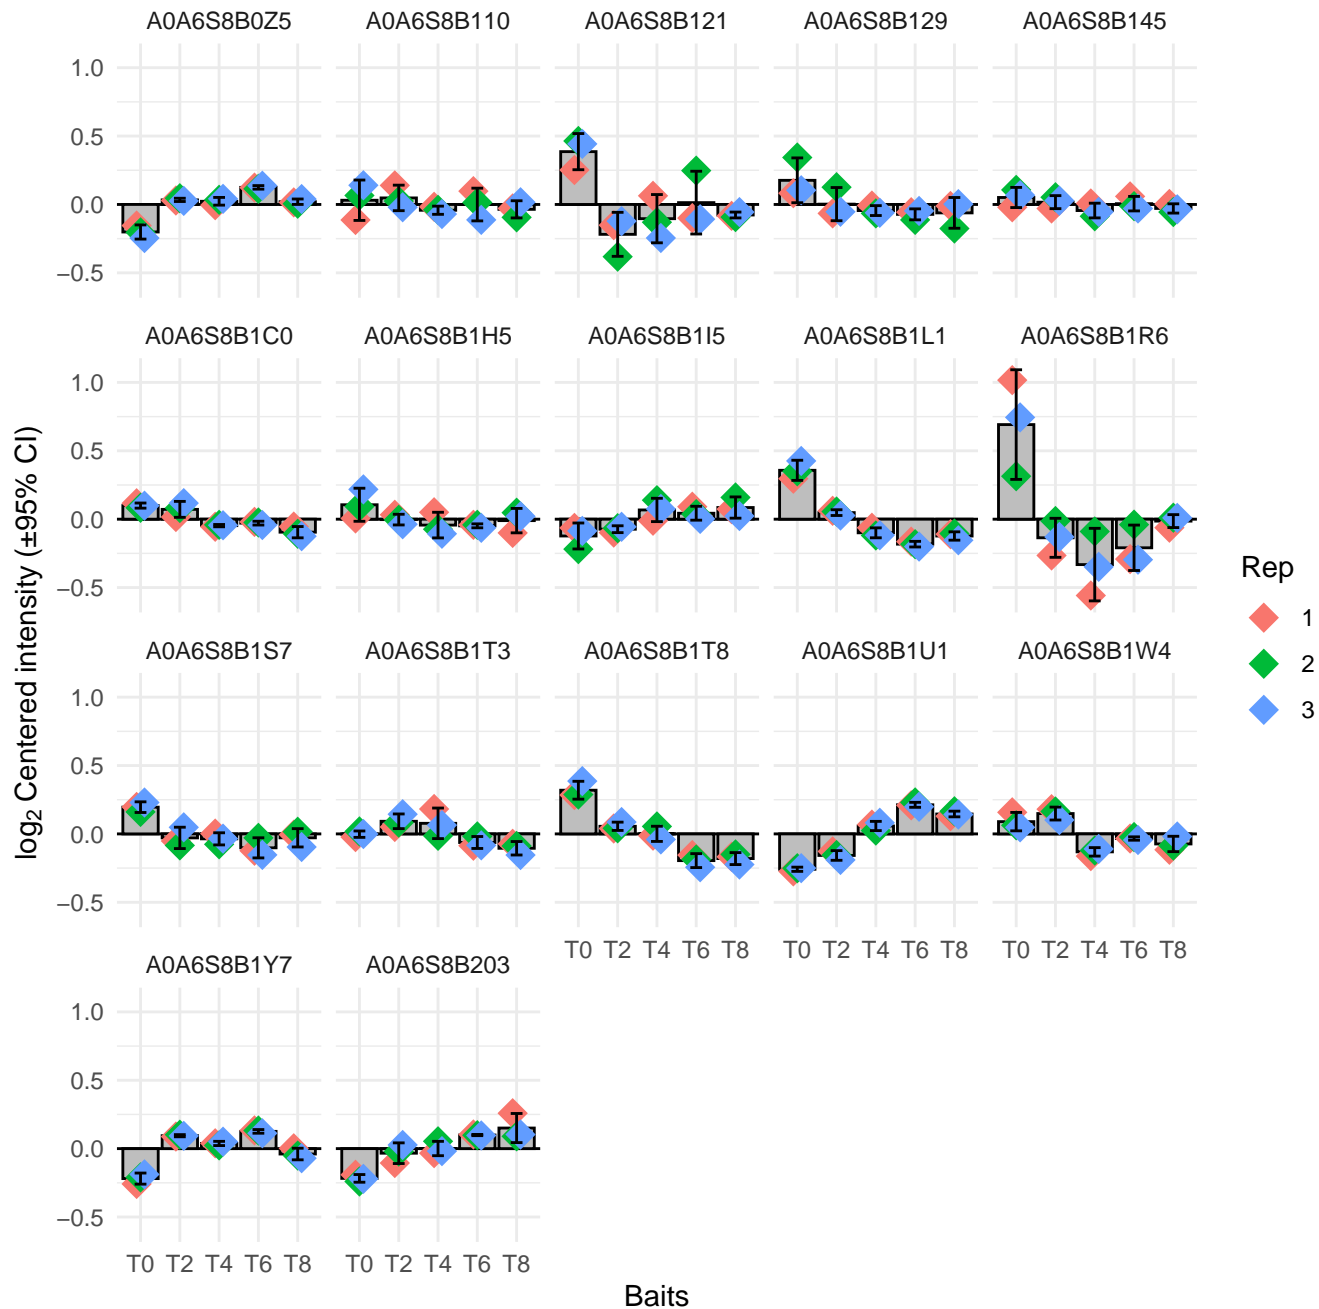 A0A6S8B0Z5 A0A6S8B110 A0A6S8B121 A0A6S8B129 A0A6S8B145
1.0
0.5
0.0
−0.5
A0A6S8B1C0 A0A6S8B1H5 A0A6S8B1I5 A0A6S8B1L1 A0A6S8B1R6
1.0
0.5
0.0
−0.5
A0A6S8B1S7 A0A6S8B1T3 A0A6S8B1T8 A0A6S8B1U1 A0A6S8B1W4
1.0
0.5
0.0
−0.5
T0 T2 T4 T6 T8 T0 T2 T4 T6 T8 T0 T2 T4 T6 T8
A0A6S8B1Y7 A0A6S8B203
1.0
0.5
0.0
−0.5
T0 T2 T4 T6 T8 T0 T2 T4 T6 T8
Baits
log₂ Centered intensity (±95% CI)
Rep
1
2
3